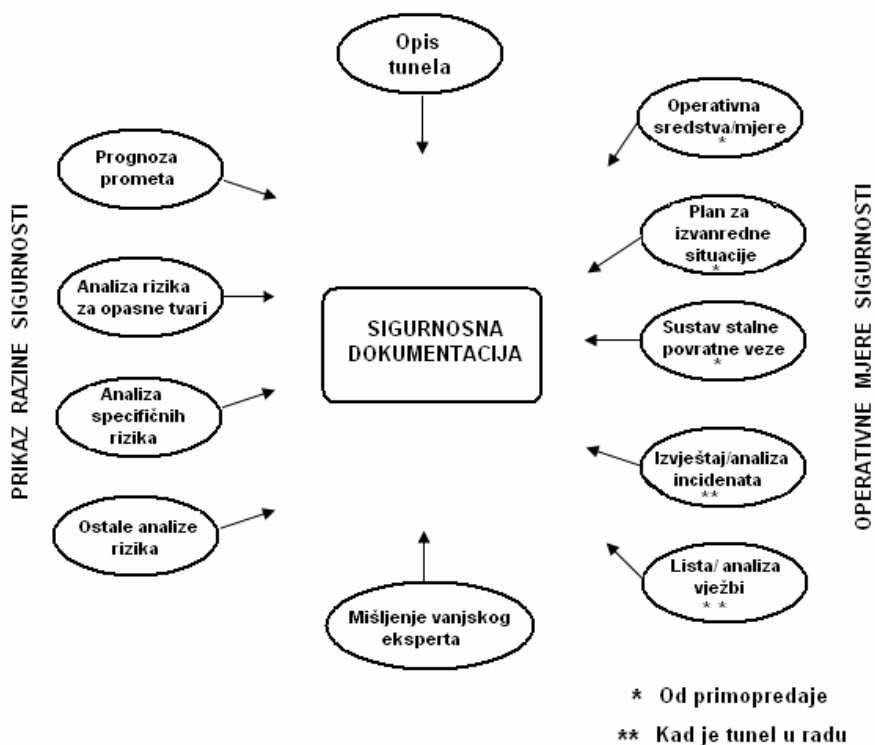 Opis
tunela
Prognoza
prometa
Analiza rizika
za opasne tvari
Analiza
specifičnih
rizika
Ostale analize
rizika
PRIKAZ RAZINE SIGURNOSTI
SIGURNOSNA
DOKUMENTACIJA
Mišljenje vanjskog
eksperta
Operativna
sredstva/mjere
*
Plan za
izvanredne
situacije
*
Sustav stalne
povratne veze
*
Izvještaj/analiza
incidenata
**
Lista/ analiza
vježbi
* *
OPERATIVNE MJERE SIGURNOSTI
* Od primopredaje
** Kad je tunel u radu